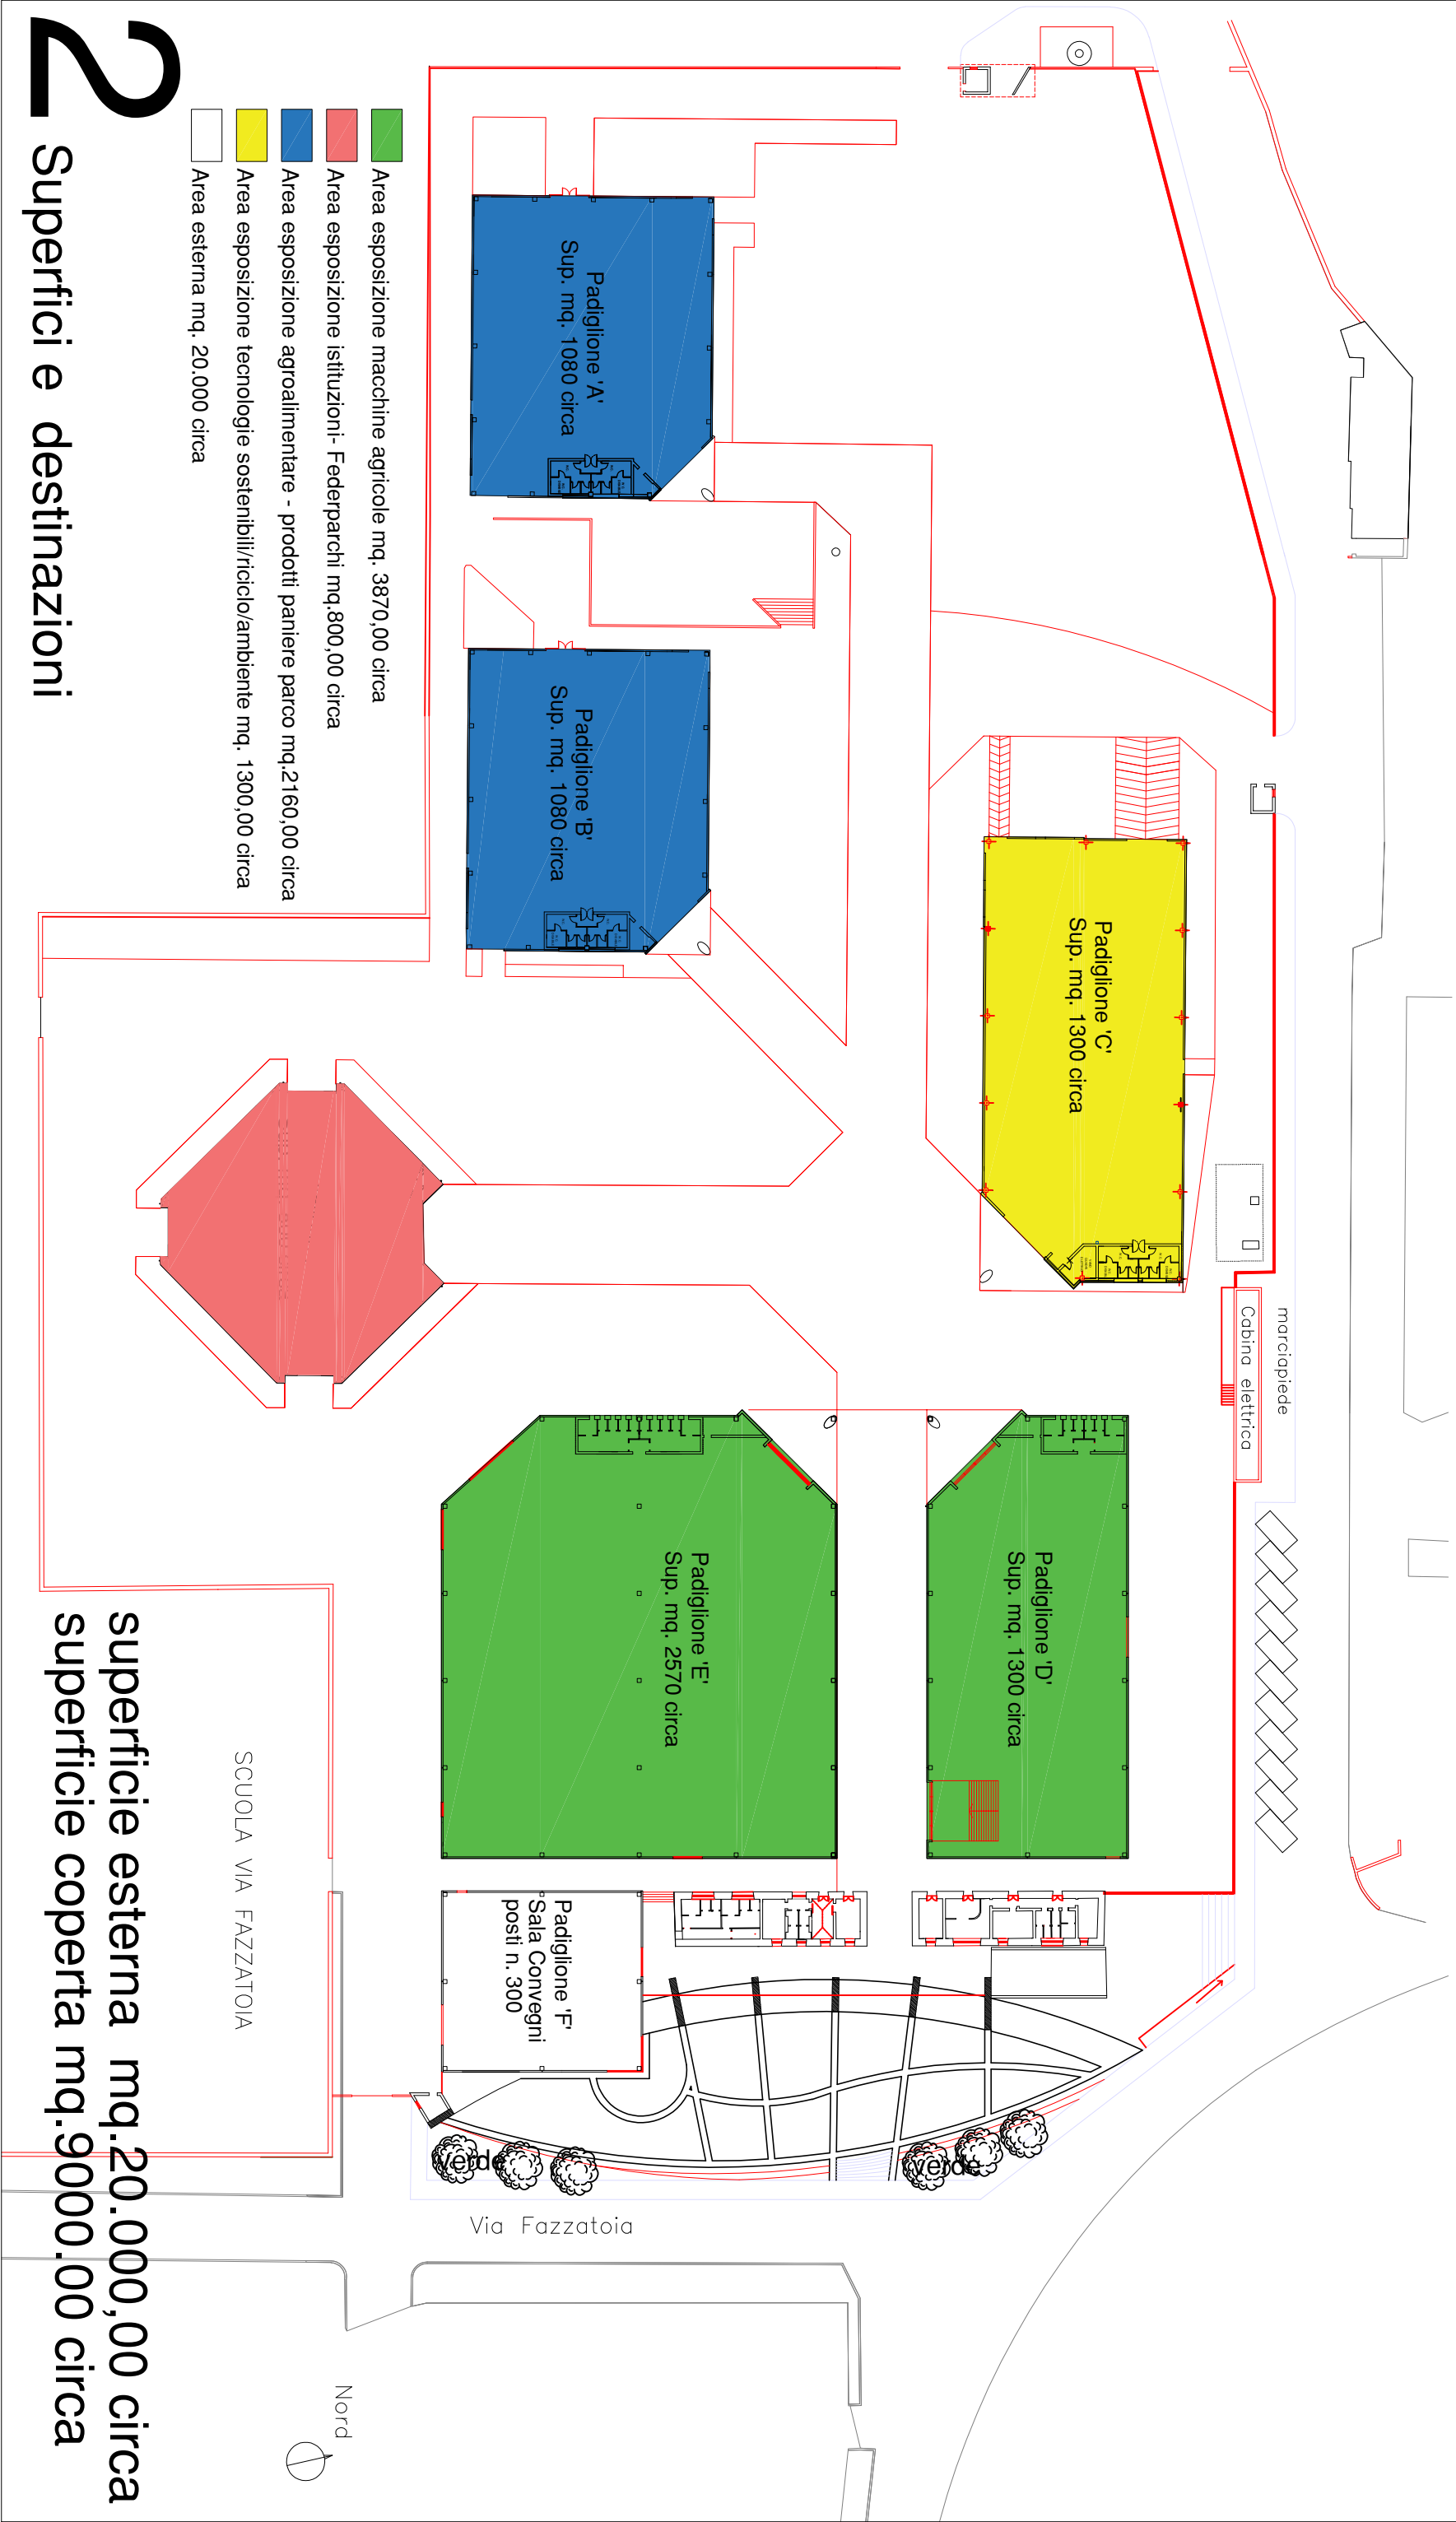 2 Superfici e destinazioni
Area esposizione macchine agricole mq. 3870,00 circa
Area esposizione istituzioni- Federparchi mq.800,00 circa
Area esposizione agroalimentare - prodotti paniere parco mq.2160,00 circa
Area esposizione tecnologie sostenibili/riciclo/ambiente mq. 1300,00 circa
Area esterna mq. 20.000 circa
Padiglione 'A'
Sup. mq. 1080 circa
Padiglione 'B'
Sup. mq. 1080 circa
Padiglione 'C'
Sup. mq. 1300 circa
marciapiede
Cabina elettrica
Padiglione 'D'
Sup. mq. 1300 circa
Padiglione 'E'
Sup. mq. 2570 circa
Padiglione 'F'
Sala Convegni
posti n. 300
verde
verde
Via Fazzatoia
SCUOLA VIA FAZZATOIA
Nord
superficie esterna mq.20.000,00 circa
superficie coperta mq.9000.00 circa